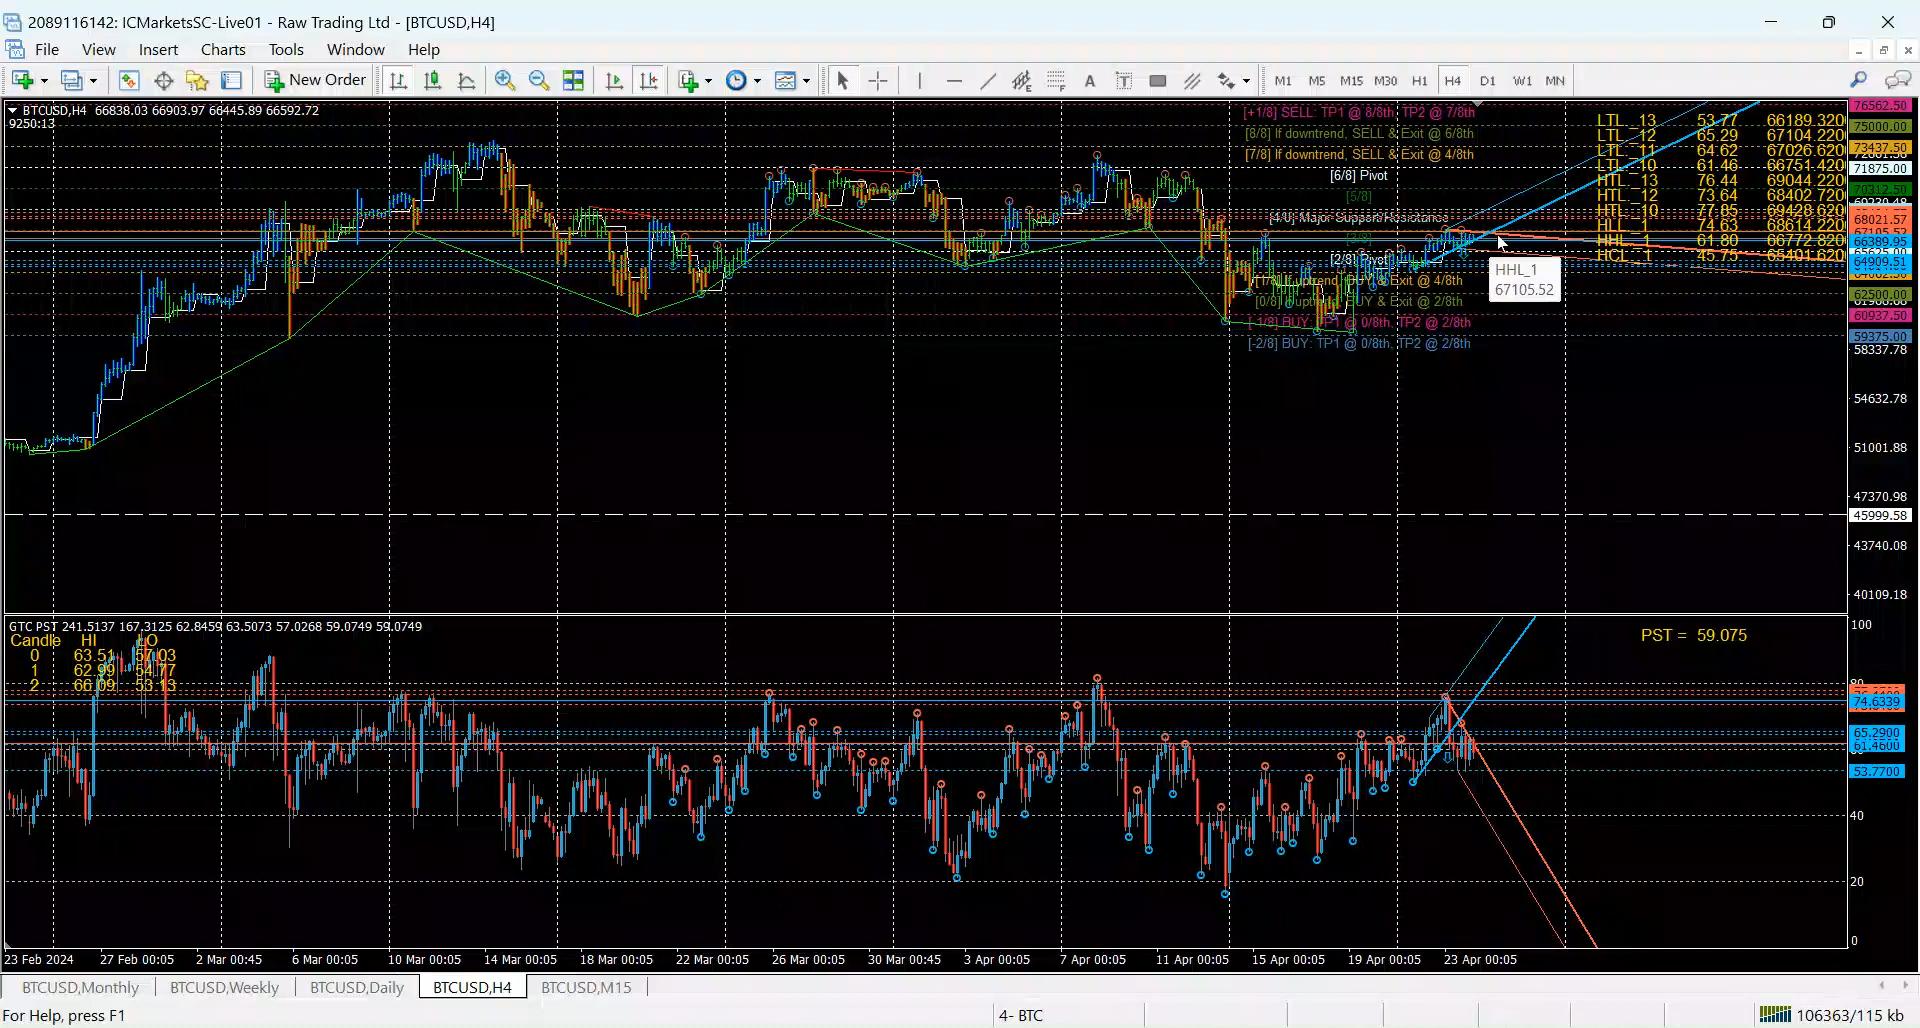 2089116142: ICMarketsSC-Live01 - Raw Trading Ltd - [BTCUSD,H4]
File View Insert Charts Tools Window Help
New Order
M1 M5 M15 M30 H1 H4 D1 W1 MN
BTCUSD,H4 66838.03 66903.97 66445.89 66592.72
9250:13
[+1/8] SELL: TP1 @ 8/8th, TP2 @ 7/8th
[8/8] If downtrend, SELL & Exit @ 6/8th
[7/8] If downtrend, SELL & Exit @ 4/8th
[6/8] Pivot
[5/8]
[4/8] Major Support/Resistance
[3/8]
[2/8] Pivot
[1/8] If uptrend, BUY & Exit @ 4/8th
[0/8] If uptrend, BUY & Exit @ 2/8th
[-1/8] BUY: TP1 @ 0/8th, TP2 @ 2/8th
[-2/8] BUY: TP1 @ 0/8th, TP2 @ 2/8th
LTL_13 53.77 66189.320
LTL_12 65.29 67104.220
LTL_11 64.62 67026.620
LTL_10 61.46 66751.420
HTL_13 76.44 69044.220
HTL_12 73.64 68402.720
HTL_10 77.85 69428.620
HLL_1 74.63 68614.220
HHL_1 61.80 66772.820
HCL_1 45.75 65401.620
HHL_1
67105.52
76562.50
75000.00
73437.50
71875.00
70312.50
68021.57
66389.95
64909.51
62500.00
60937.50
59375.00
58337.78
54632.78
51001.88
47370.98
45999.58
43740.08
40109.18
GTC PST 241.5137 167.3125 62.8459 63.5073 57.0268 59.0749 59.0749
Candle HI LO
0 63.51 57.03
1 62.99 54.77
2 66.09 53.13
PST = 59.075
100
80
74.6339
65.2900
61.4600
53.7700
40
20
0
23 Feb 2024 27 Feb 00:05 2 Mar 00:45 6 Mar 00:05 10 Mar 00:05 14 Mar 00:05 18 Mar 00:05 22 Mar 00:05 26 Mar 00:05 30 Mar 00:45 3 Apr 00:05 7 Apr 00:05 11 Apr 00:05 15 Apr 00:05 19 Apr 00:05 23 Apr 00:05
BTCUSD,Monthly BTCUSD,Weekly BTCUSD,Daily BTCUSD,H4 BTCUSD,M15
For Help, press F1
4- BTC
106363/115 kb